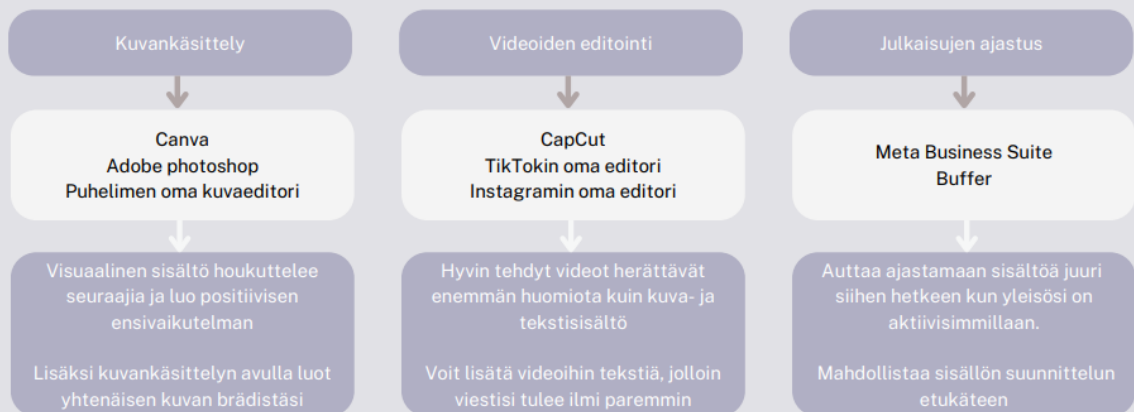 Kuvankäsittely
Canva
Adobe photoshop
Puhelimen oma kuvaeditori
Visuaalinen sisältö houkuttelee
seuraajia ja luo positiivisen
ensivaikutelman
Lisäksi kuvankäsittelyn avulla luot
yhtenäisen kuvan brädistäsi
Videoiden editointi
CapCut
TikTokin oma editori
Instagramin oma editori
Hyvin tehdyt videot herättävät
enemmän huomiota kuin kuva- ja
tekstisisältö
Voit lisätä videoihin tekstiä, jolloin
viestisi tulee ilmi paremmin
Julkaisujen ajastus
Meta Business Suite
Buffer
Auttaa ajastamaan sisältöä juuri
siihen hetkeen kun yleisösi on
aktiivisimmillaan.
Mahdollistaa sisällön suunnittelun
etukäteen